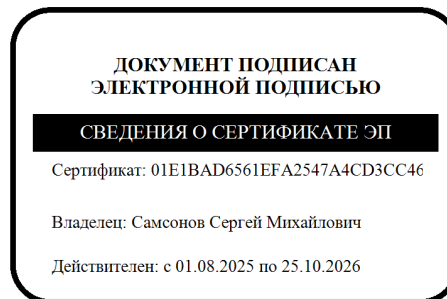 ДОКУМЕНТ ПОДПИСАН
ЭЛЕКТРОННОЙ ПОДПИСЬЮ
СВЕДЕНИЯ О СЕРТИФИКАТЕ ЭП
Сертификат: 01E1BAD6561EFA2547A4CD3CC46
Владелец: Самсонов Сергей Михайлович
Действителен: с 01.08.2025 по 25.10.2026